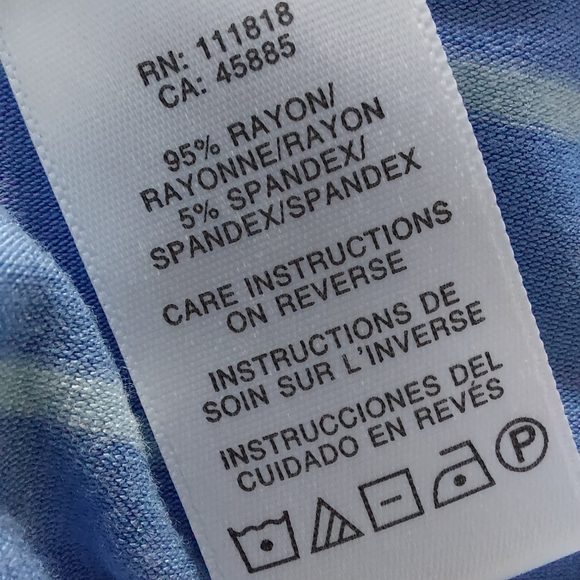 RN: 111818
CA: 45885
95% RAYON/
RAYONNE/RAYON
5% SPANDEX/
SPANDEX/SPANDEX
CARE INSTRUCTIONS
ON REVERSE
INSTRUCTIONS DE
SOIN SUR L'INVERSE
INSTRUCCIONES DEL
CUIDADO EN REVÉS
P